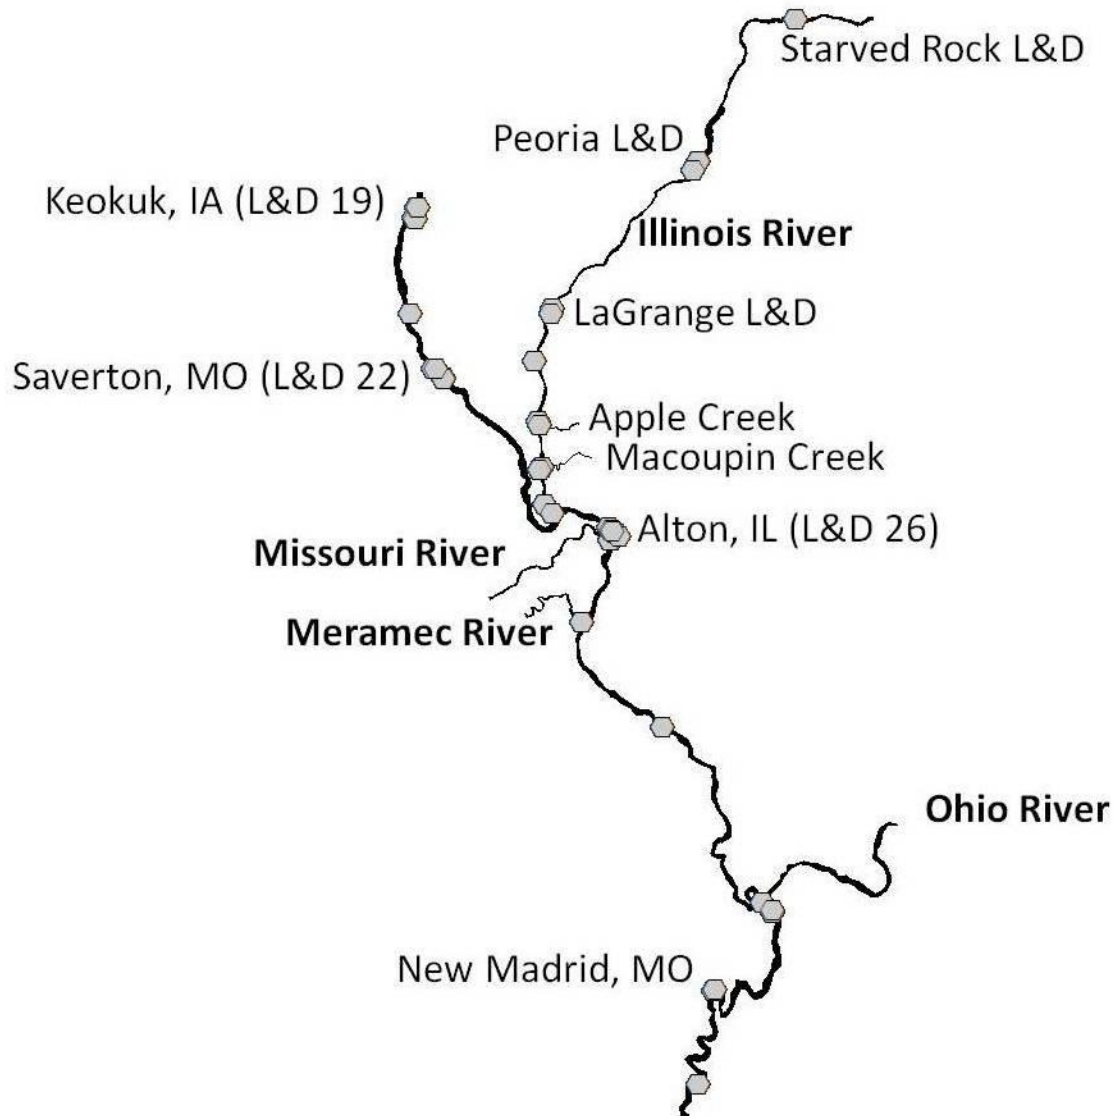 Starved Rock L&D
Peoria L&D
Keokuk, IA (L&D 19)
Illinois River
LaGrange L&D
Saverton, MO (L&D 22)
Apple Creek
Macoupin Creek
Alton, IL (L&D 26)
Missouri River
Meramec River
Ohio River
New Madrid, MO